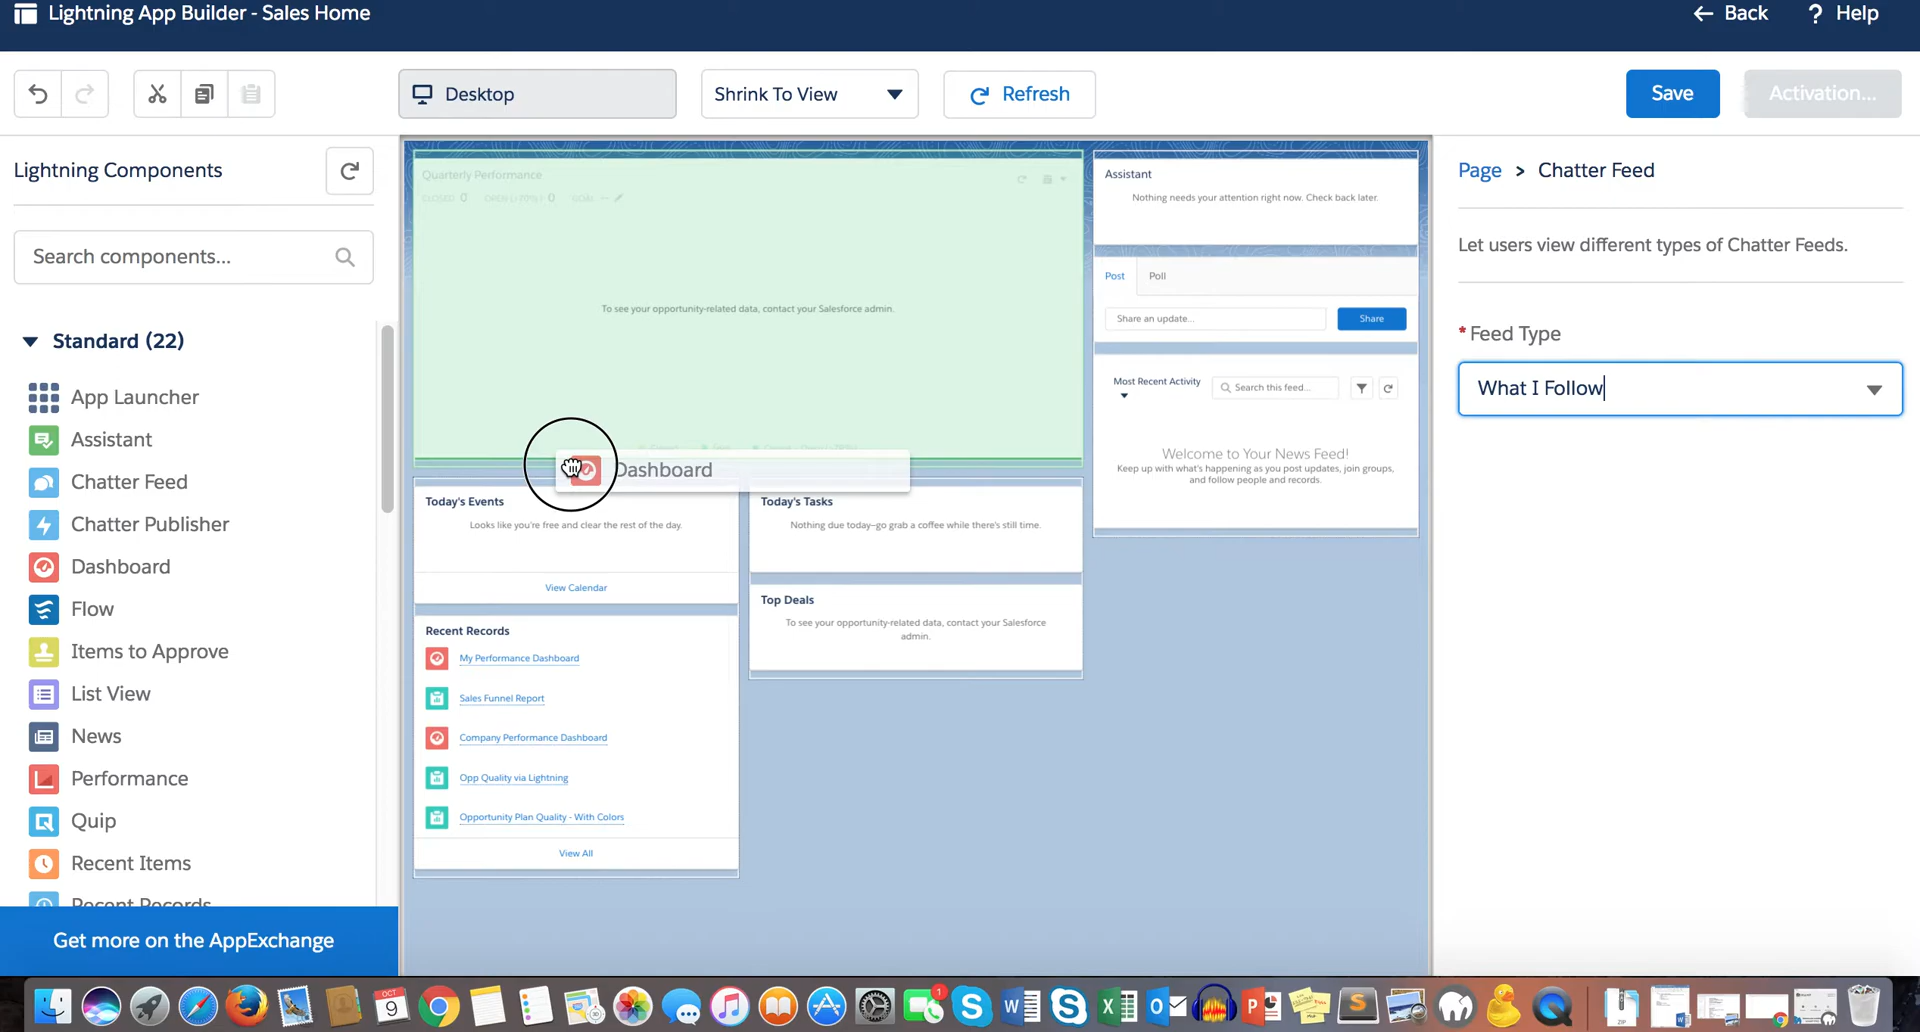 Lightning App Builder - Sales Home
Back
? Help
Desktop
Shrink To View
Refresh
Save
Activation...
Lightning Components
Search components...
Standard (22)
App Launcher
Assistant
Chatter Feed
Chatter Publisher
Dashboard
Flow
Items to Approve
List View
News
Performance
Quip
Recent Items
Recent Records
Get more on the AppExchange
Quarterly Performance
CLOSED 0 OPEN (>70%) 0 GOAL --
To see your opportunity-related data, contact your Salesforce admin.
Dashboard
Today's Events
Looks like you're free and clear the rest of the day.
View Calendar
Recent Records
My Performance Dashboard
Sales Funnel Report
Company Performance Dashboard
Opp Quality via Lightning
Opportunity Plan Quality - With Colors
View All
Today's Tasks
Nothing due today–go grab a coffee while there's still time.
Top Deals
To see your opportunity-related data, contact your Salesforce
admin.
Assistant
Nothing needs your attention right now. Check back later.
Post Poll
Share an update...
Share
Most Recent Activity
Search this feed...
Welcome to Your News Feed!
Keep up with what's happening as you post updates, join groups,
and follow people and records.
Page > Chatter Feed
Let users view different types of Chatter Feeds.
*Feed Type
What I Follow
OCT
9
1